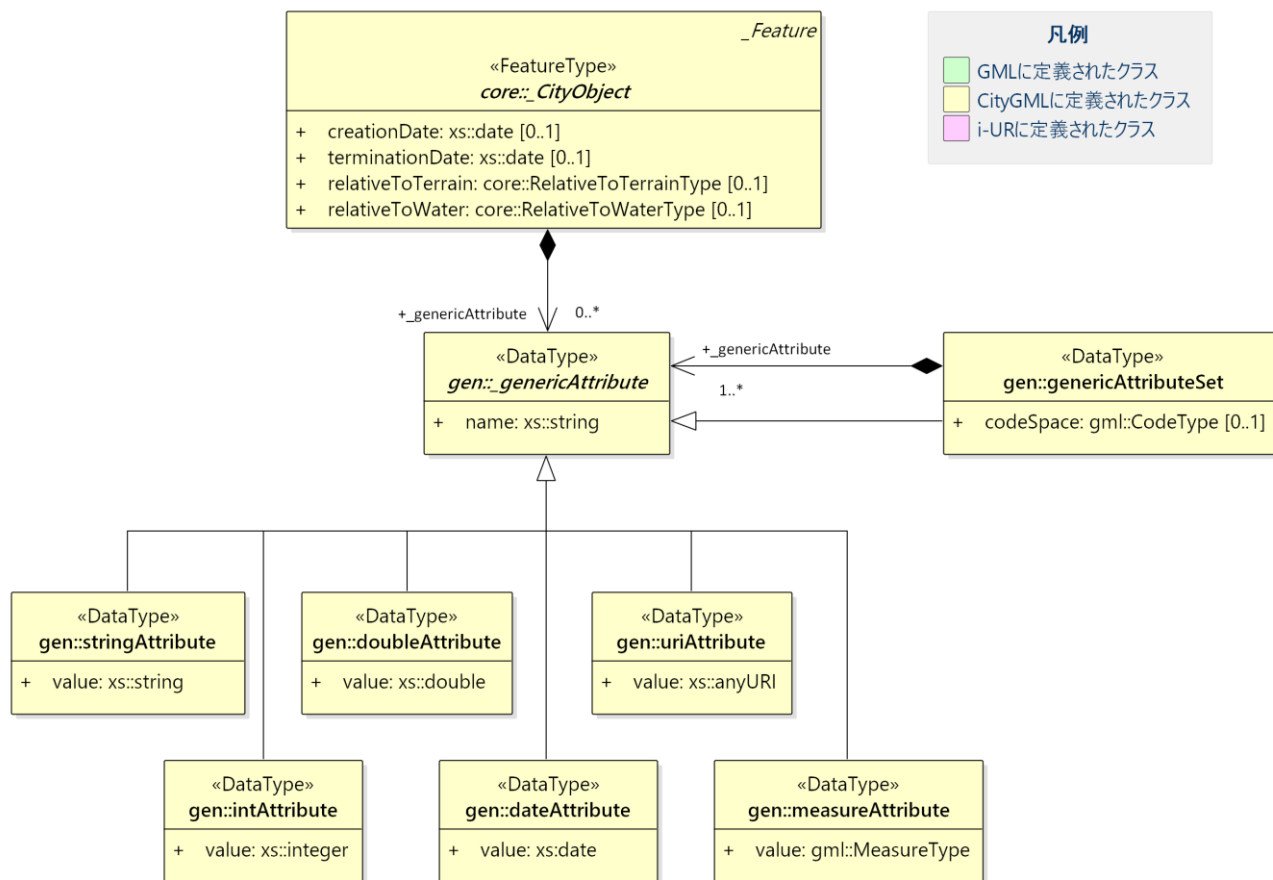 _Feature
«FeatureType»
core::_CityObject
+ creationDate: xs::date [0..1]
+ terminationDate: xs::date [0..1]
+ relativeToTerrain: core::RelativeToTerrainType [0..1]
+ relativeToWater: core::RelativeToWaterType [0..1]
凡例
GMLに定義されたクラス
CityGMLに定義されたクラス
i-URに定義されたクラス
+_genericAttribute 0..*
«DataType»
gen::_genericAttribute
+ name: xs::string
+_genericAttribute
1..*
«DataType»
gen::genericAttributeSet
+ codeSpace: gml::CodeType [0..1]
«DataType»
gen::stringAttribute
+ value: xs::string
«DataType»
gen::doubleAttribute
+ value: xs::double
«DataType»
gen::uriAttribute
+ value: xs::anyURI
«DataType»
gen::intAttribute
+ value: xs::integer
«DataType»
gen::dateAttribute
+ value: xs:date
«DataType»
gen::measureAttribute
+ value: gml::MeasureType